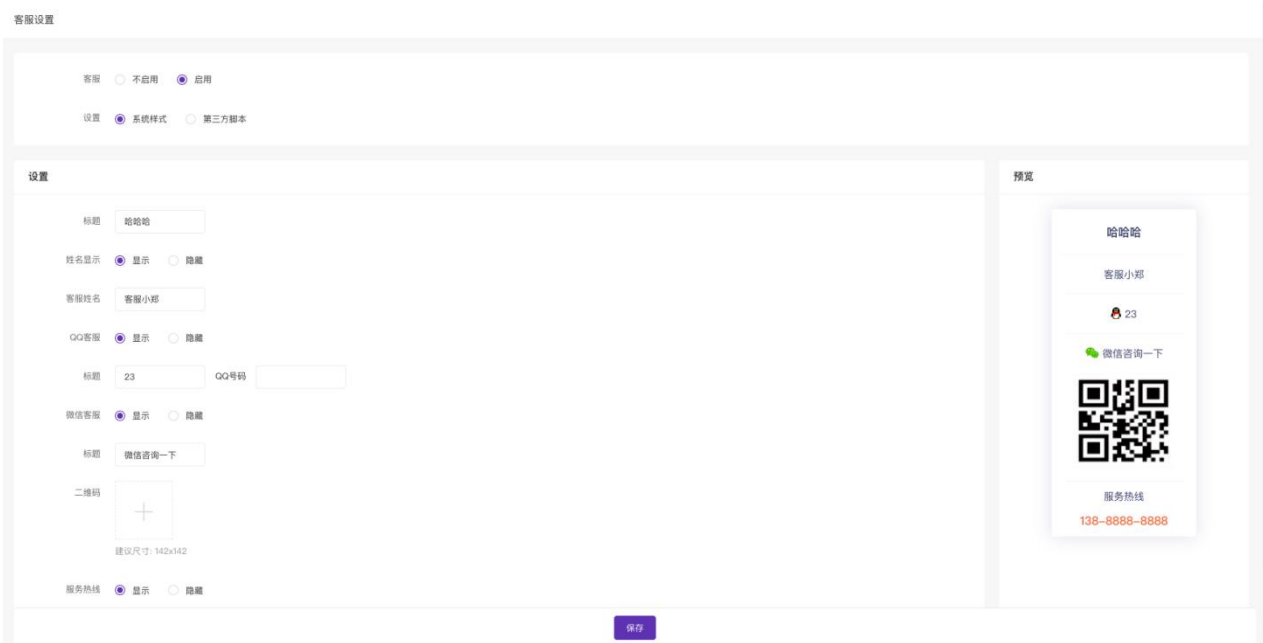 客服设置
客服 不启用 启用
设置 系统样式 第三方脚本
设置
标题 哈哈哈
姓名显示 显示 隐藏
客服姓名 客服小郑
QQ客服 显示 隐藏
标题 23 QQ号码
微信客服 显示 隐藏
标题 微信咨询一下
二维码
建议尺寸: 142x142
服务热线 显示 隐藏
预览
哈哈哈
客服小郑
23
微信咨询一下
服务热线
138-8888-8888
保存